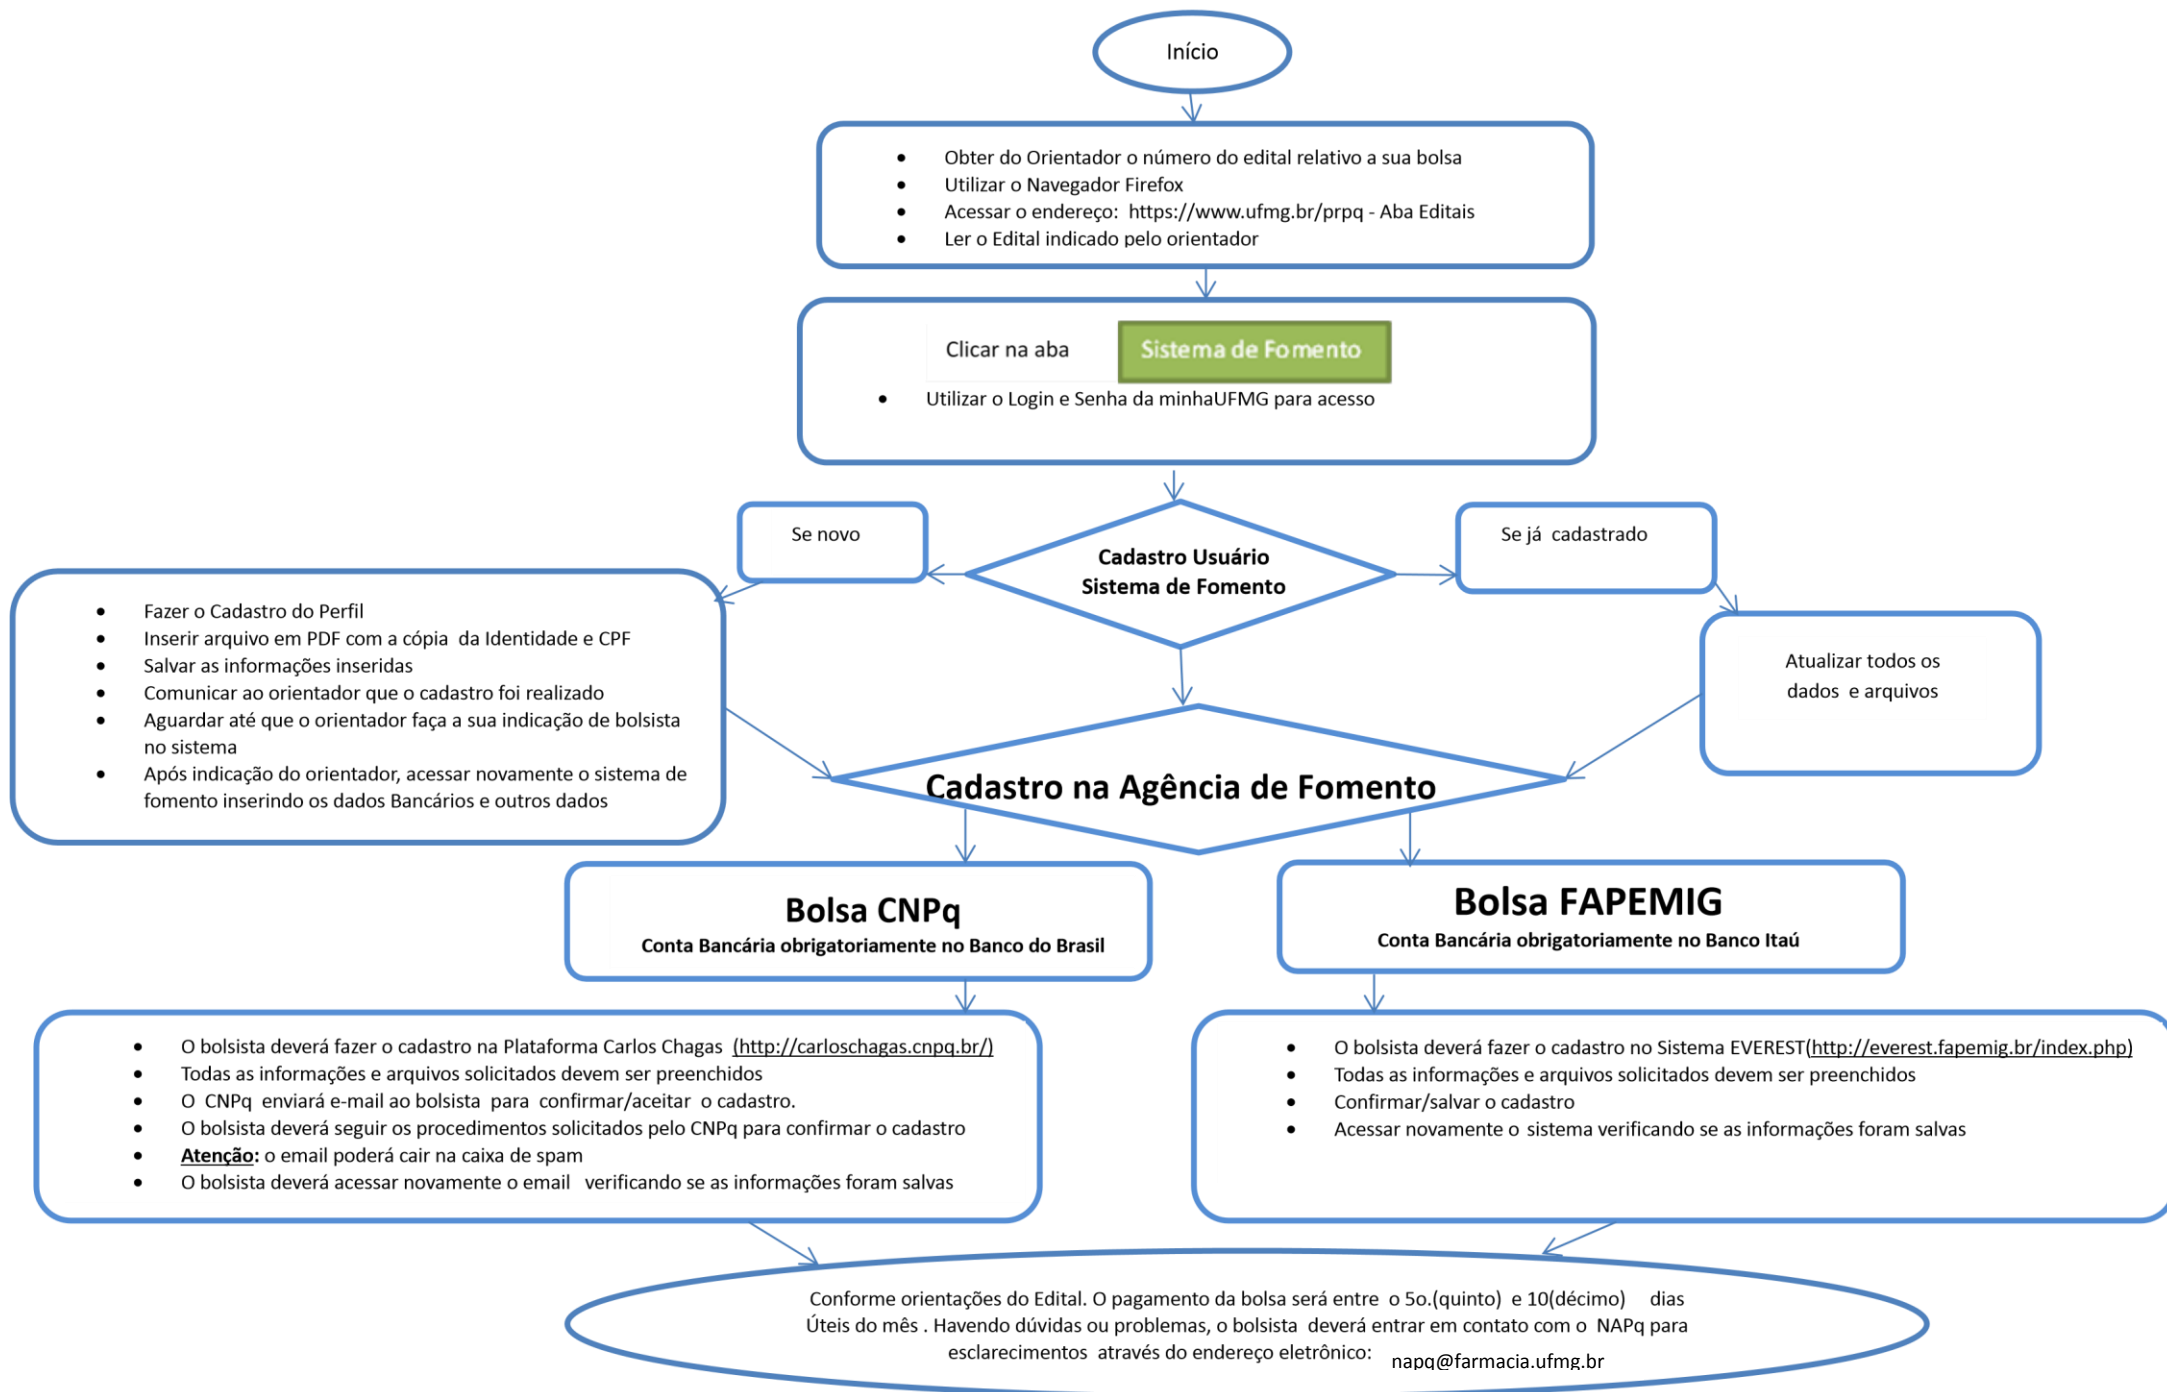 Início
• Obter do Orientador o número do edital relativo a sua bolsa
• Utilizar o Navegador Firefox
• Acessar o endereço: https://www.ufmg.br/prpq - Aba Editais
• Ler o Edital indicado pelo orientador
Clicar na aba Sistema de Fomento
• Utilizar o Login e Senha da minhaUFMG para acesso
Se novo
Cadastro Usuário
Sistema de Fomento
Se já cadastrado
• Fazer o Cadastro do Perfil
• Inserir arquivo em PDF com a cópia da Identidade e CPF
• Salvar as informações inseridas
• Comunicar ao orientador que o cadastro foi realizado
• Aguardar até que o orientador faça a sua indicação de bolsista
no sistema
• Após indicação do orientador, acessar novamente o sistema de
fomento inserindo os dados Bancários e outros dados
Atualizar todos os
dados e arquivos
Cadastro na Agência de Fomento
Bolsa CNPq
Conta Bancária obrigatoriamente no Banco do Brasil
Bolsa FAPEMIG
Conta Bancária obrigatoriamente no Banco Itaú
• O bolsista deverá fazer o cadastro na Plataforma Carlos Chagas (http://carloschagas.cnpq.br/)
• Todas as informações e arquivos solicitados devem ser preenchidos
• O CNPq enviará e-mail ao bolsista para confirmar/aceitar o cadastro.
• O bolsista deverá seguir os procedimentos solicitados pelo CNPq para confirmar o cadastro
• Atenção: o email poderá cair na caixa de spam
• O bolsista deverá acessar novamente o email verificando se as informações foram salvas
• O bolsista deverá fazer o cadastro no Sistema EVEREST(http://everest.fapemig.br/index.php)
• Todas as informações e arquivos solicitados devem ser preenchidos
• Confirmar/salvar o cadastro
• Acessar novamente o sistema verificando se as informações foram salvas
Conforme orientações do Edital. O pagamento da bolsa será entre o 5o.(quinto) e 10(décimo) dias
Úteis do mês . Havendo dúvidas ou problemas, o bolsista deverá entrar em contato com o NAPq para
esclarecimentos através do endereço eletrônico: napq@farmacia.ufmg.br